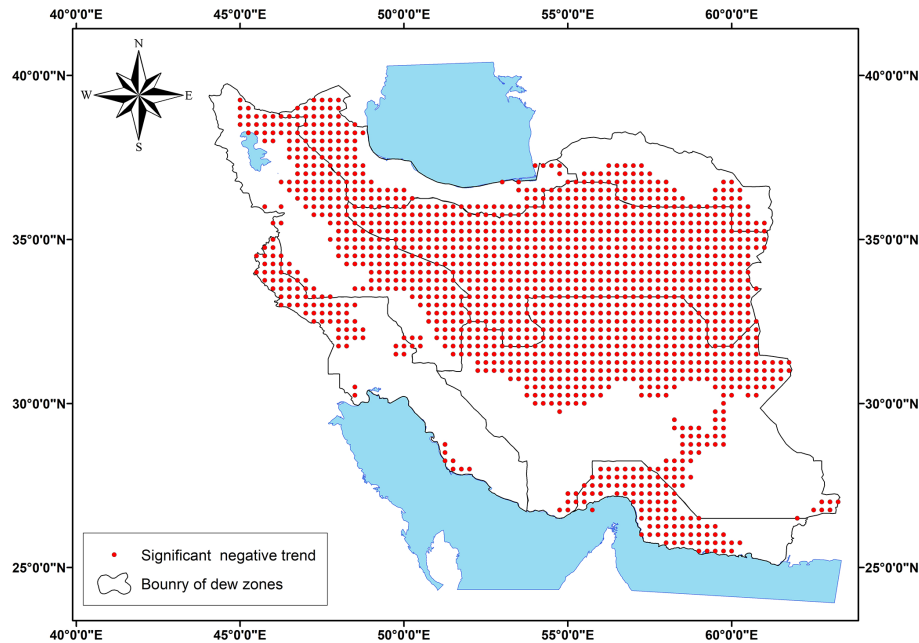 40°0'0"E 45°0'0"E 50°0'0"E 55°0'0"E 60°0'0"E
N
W E
S
40°0'0"N 40°0'0"N
35°0'0"N 35°0'0"N
30°0'0"N 30°0'0"N
25°0'0"N 25°0'0"N
Significant negative trend
Bounry of dew zones
40°0'0"E 45°0'0"E 50°0'0"E 55°0'0"E 60°0'0"E